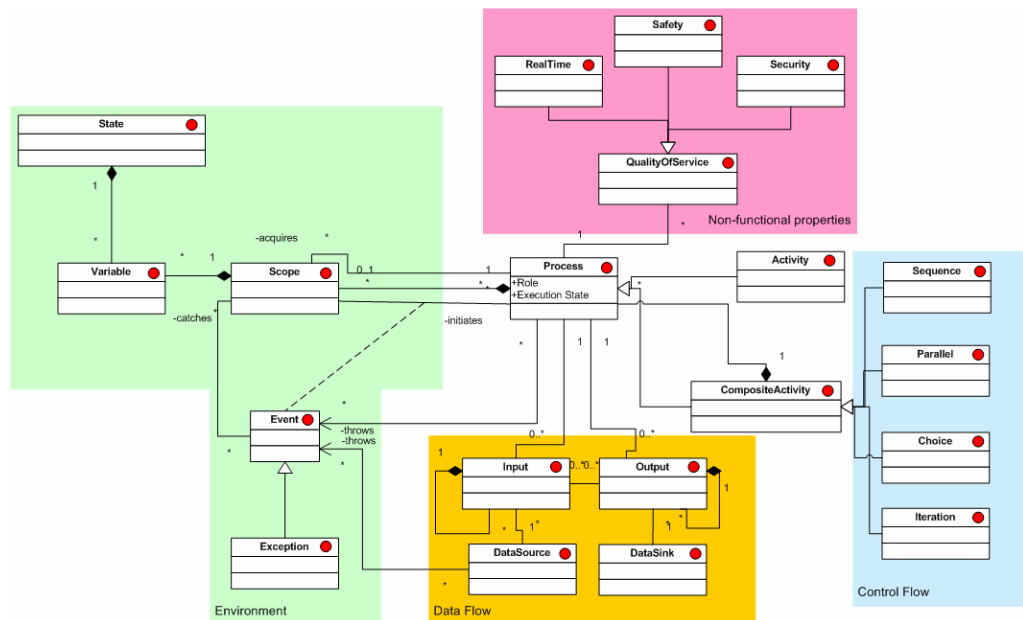 Safety
RealTime
Security
QualityOfService
Non-functional properties
*
1
State
1
*
Variable
*
1
Scope
-acquires
*
0..1
1
*
*
*
Process
+Role
+Execution State
*
Activity
Sequence
Parallel
Choice
Iteration
Control Flow
1
CompositeActivity
-catches
*
-initiates
*
1
1
*
Event
-throws
-throws
*
*
0..*
0..*
1
Input
0..*
0..*
Output
1
*
1
*
*
1
*
DataSource
DataSink
*
Exception
Environment
Data Flow